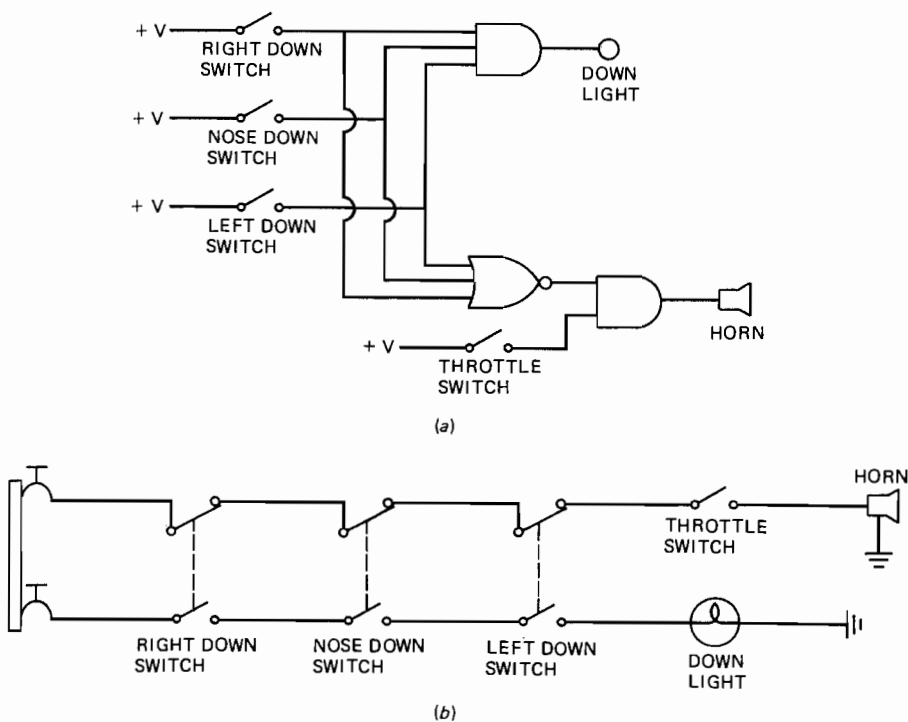 + V
RIGHT DOWN
SWITCH
DOWN
LIGHT
+ V
NOSE DOWN
SWITCH
+ V
LEFT DOWN
SWITCH
+ V
THROTTLE
SWITCH
HORN
(a)
HORN
THROTTLE
SWITCH
RIGHT DOWN
SWITCH
NOSE DOWN
SWITCH
LEFT DOWN
SWITCH
DOWN
LIGHT
(b)